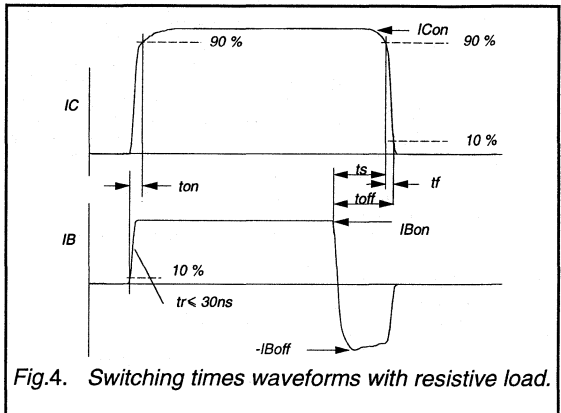 ICon
90 %
90 %
IC
10 %
ts
ton
tf
toff
IBon
IB
10 %
tr≤ 30ns
-IBoff
Fig.4. Switching times waveforms with resistive load.